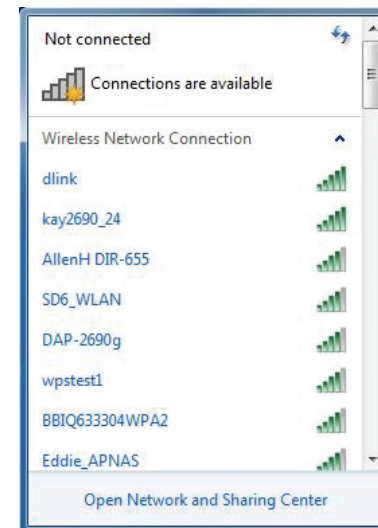 Not connected
Connections are available
Wireless Network Connection
dlink
kay2690_24
AllenH DIR-655
SD6_WLAN
DAP-2690g
wpstest1
BBIQ633304WPA2
Eddie_APNAS
Open Network and Sharing Center